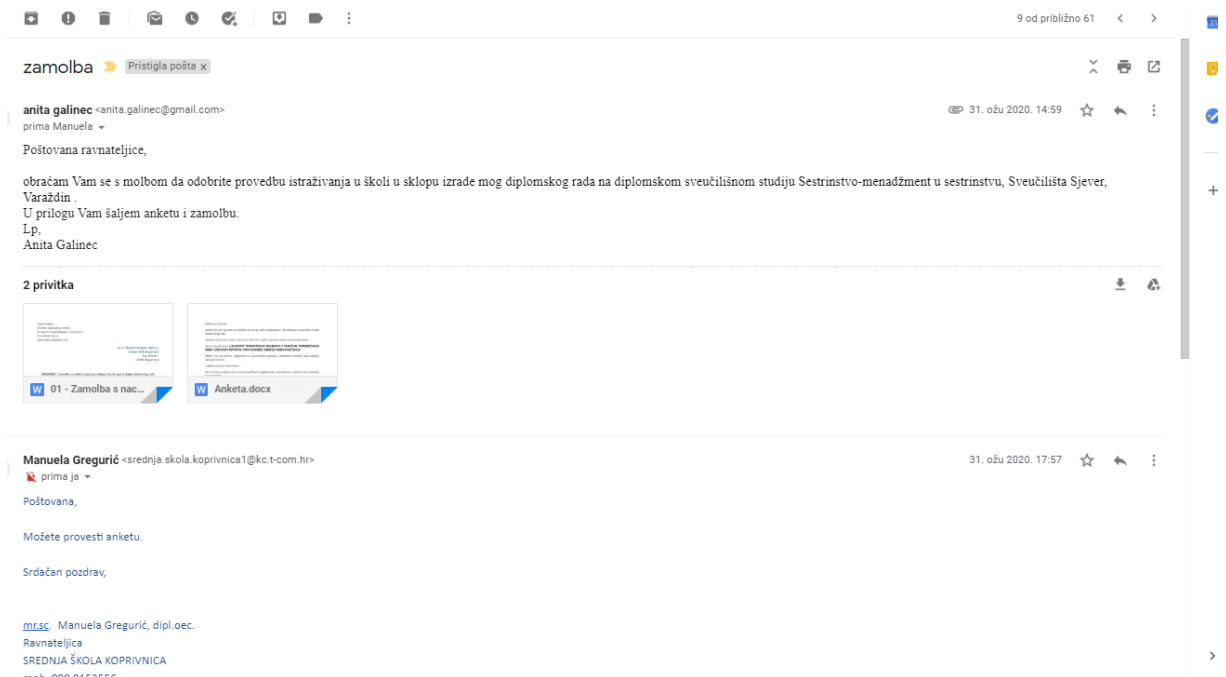 9 od približno 61
31
zamolba Pristigla pošta x
anita galinec <anita.galinec@gmail.com> 31. ožu 2020. 14:59
prima Manuela
Poštovana ravnateljice,
obraćam Vam se s molbom da odobrite provedbu istraživanja u školi u sklopu izrade mog diplomskog rada na diplomskom sveučilišnom studiju Sestrinstvo-menadžment u sestrinstvu, Sveučilišta Sjever,
Varaždin .
U prilogu Vam šaljem anketu i zamolbu.
Lp,
Anita Galinec
2 privitka
W 01 - Zamolba s nac...
W Anketa.docx
Manuela Gregurić <srednja.skola.koprivnica1@kc.t-com.hr> 31. ožu 2020. 17:57
prima ja
Poštovana,
Možete provesti anketu.
Srdačan pozdrav,
mr.sc. Manuela Gregurić, dipl.oec.
Ravnateljica
SREDNJA ŠKOLA KOPRIVNICA